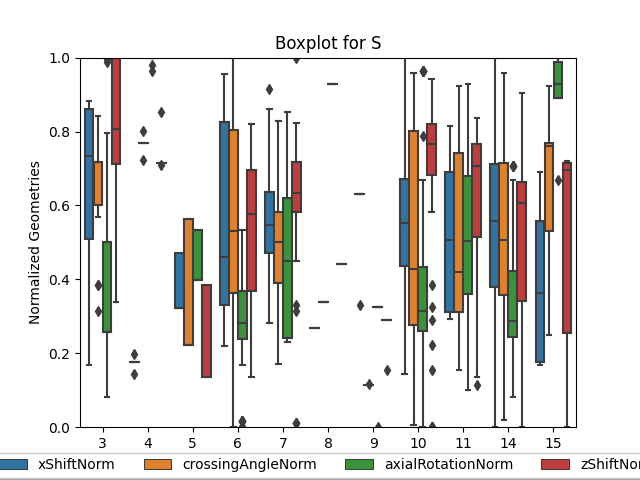 Boxplot for S
Normalized Geometries
1.0
0.8
0.6
0.4
0.2
0.0
3 4 5 6 7 8 9 10 11 14 15
xShiftNorm crossingAngleNorm axialRotationNorm zShiftNor